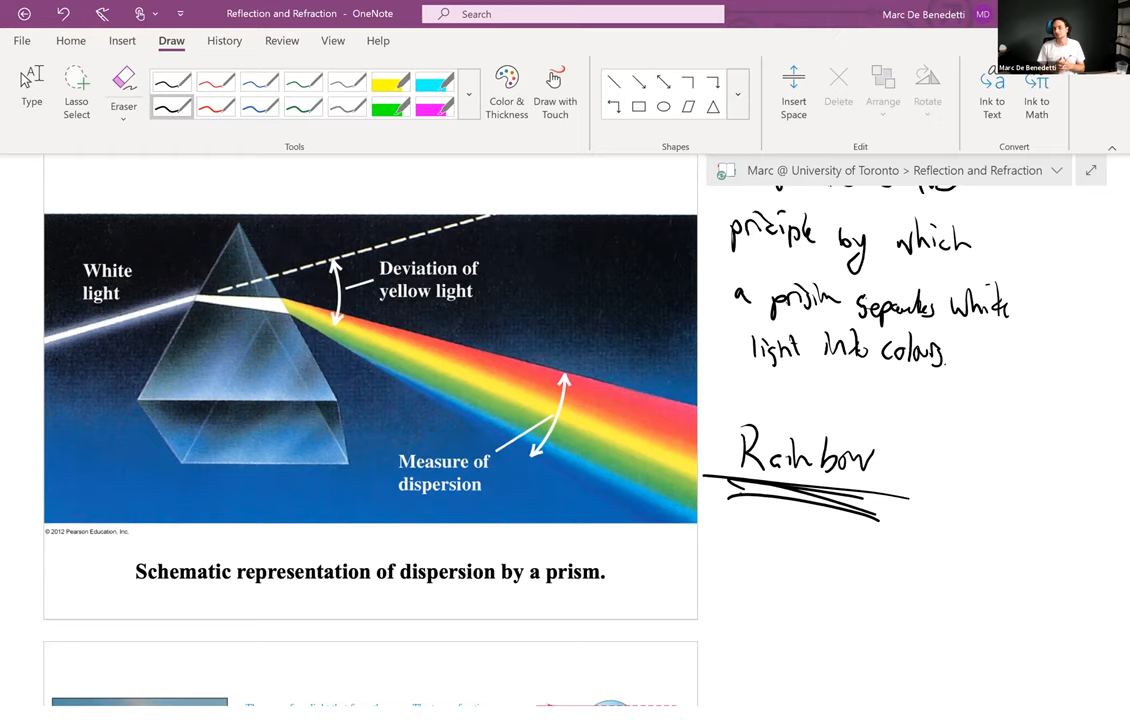 Reflection and Refraction - OneNote
Search
Marc De Benedetti
MD
File
Home
Insert
Draw
History
Review
View
Help
Marc De Benedetti
Type
Lasso
Select
Eraser
Color &
Thickness
Draw with
Touch
Insert
Space
Delete
Arrange
Rotate
Ink to
Text
Ink to
Math
Tools
Shapes
Edit
Convert
Marc @ University of Toronto > Reflection and Refraction
White
light
Deviation of
yellow light
Measure of
dispersion
© 2012 Pearson Education, Inc.
Schematic representation of dispersion by a prism.
by which
a prism separates white
light into colours.
Rainbow